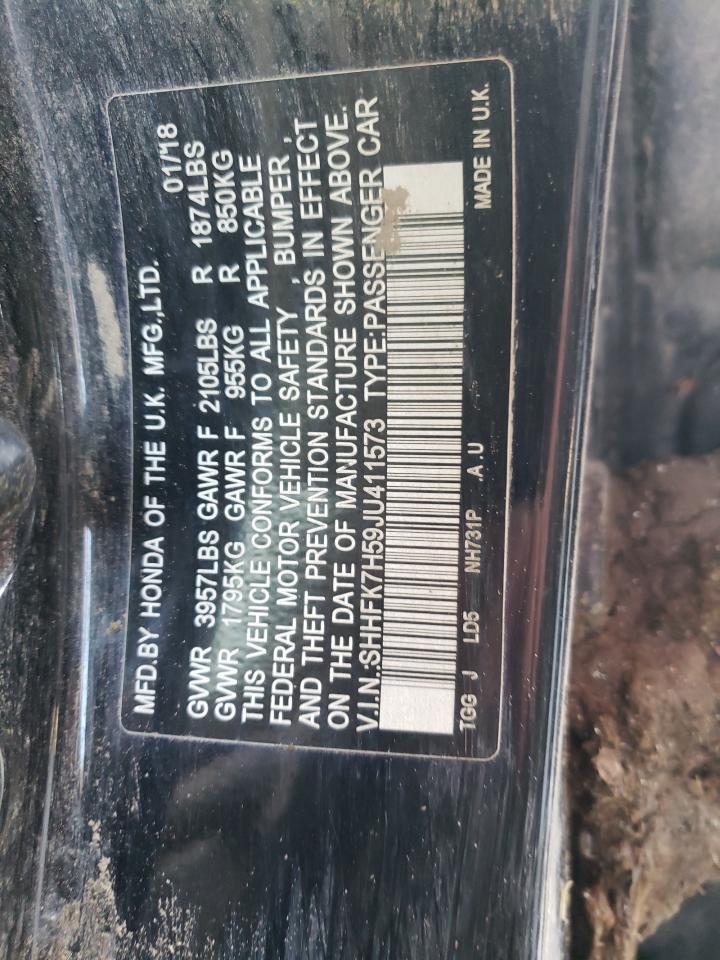 MFD.BY HONDA OF THE U.K. MFG.,LTD. 01/18
GVWR 3957LBS GAWR F 2105LBS R 1874LBS
GVWR 1795KG GAWR F 955KG R 850KG
THIS VEHICLE CONFORMS TO ALL APPLICABLE
FEDERAL MOTOR VEHICLE SAFETY , BUMPER ,
AND THEFT PREVENTION STANDARDS IN EFFECT
ON THE DATE OF MANUFACTURE SHOWN ABOVE.
V.I.N.:SHHFK7H59JU411573 TYPE:PASSENGER CAR
TGG J LD5 NH731P A.U MADE IN U.K.